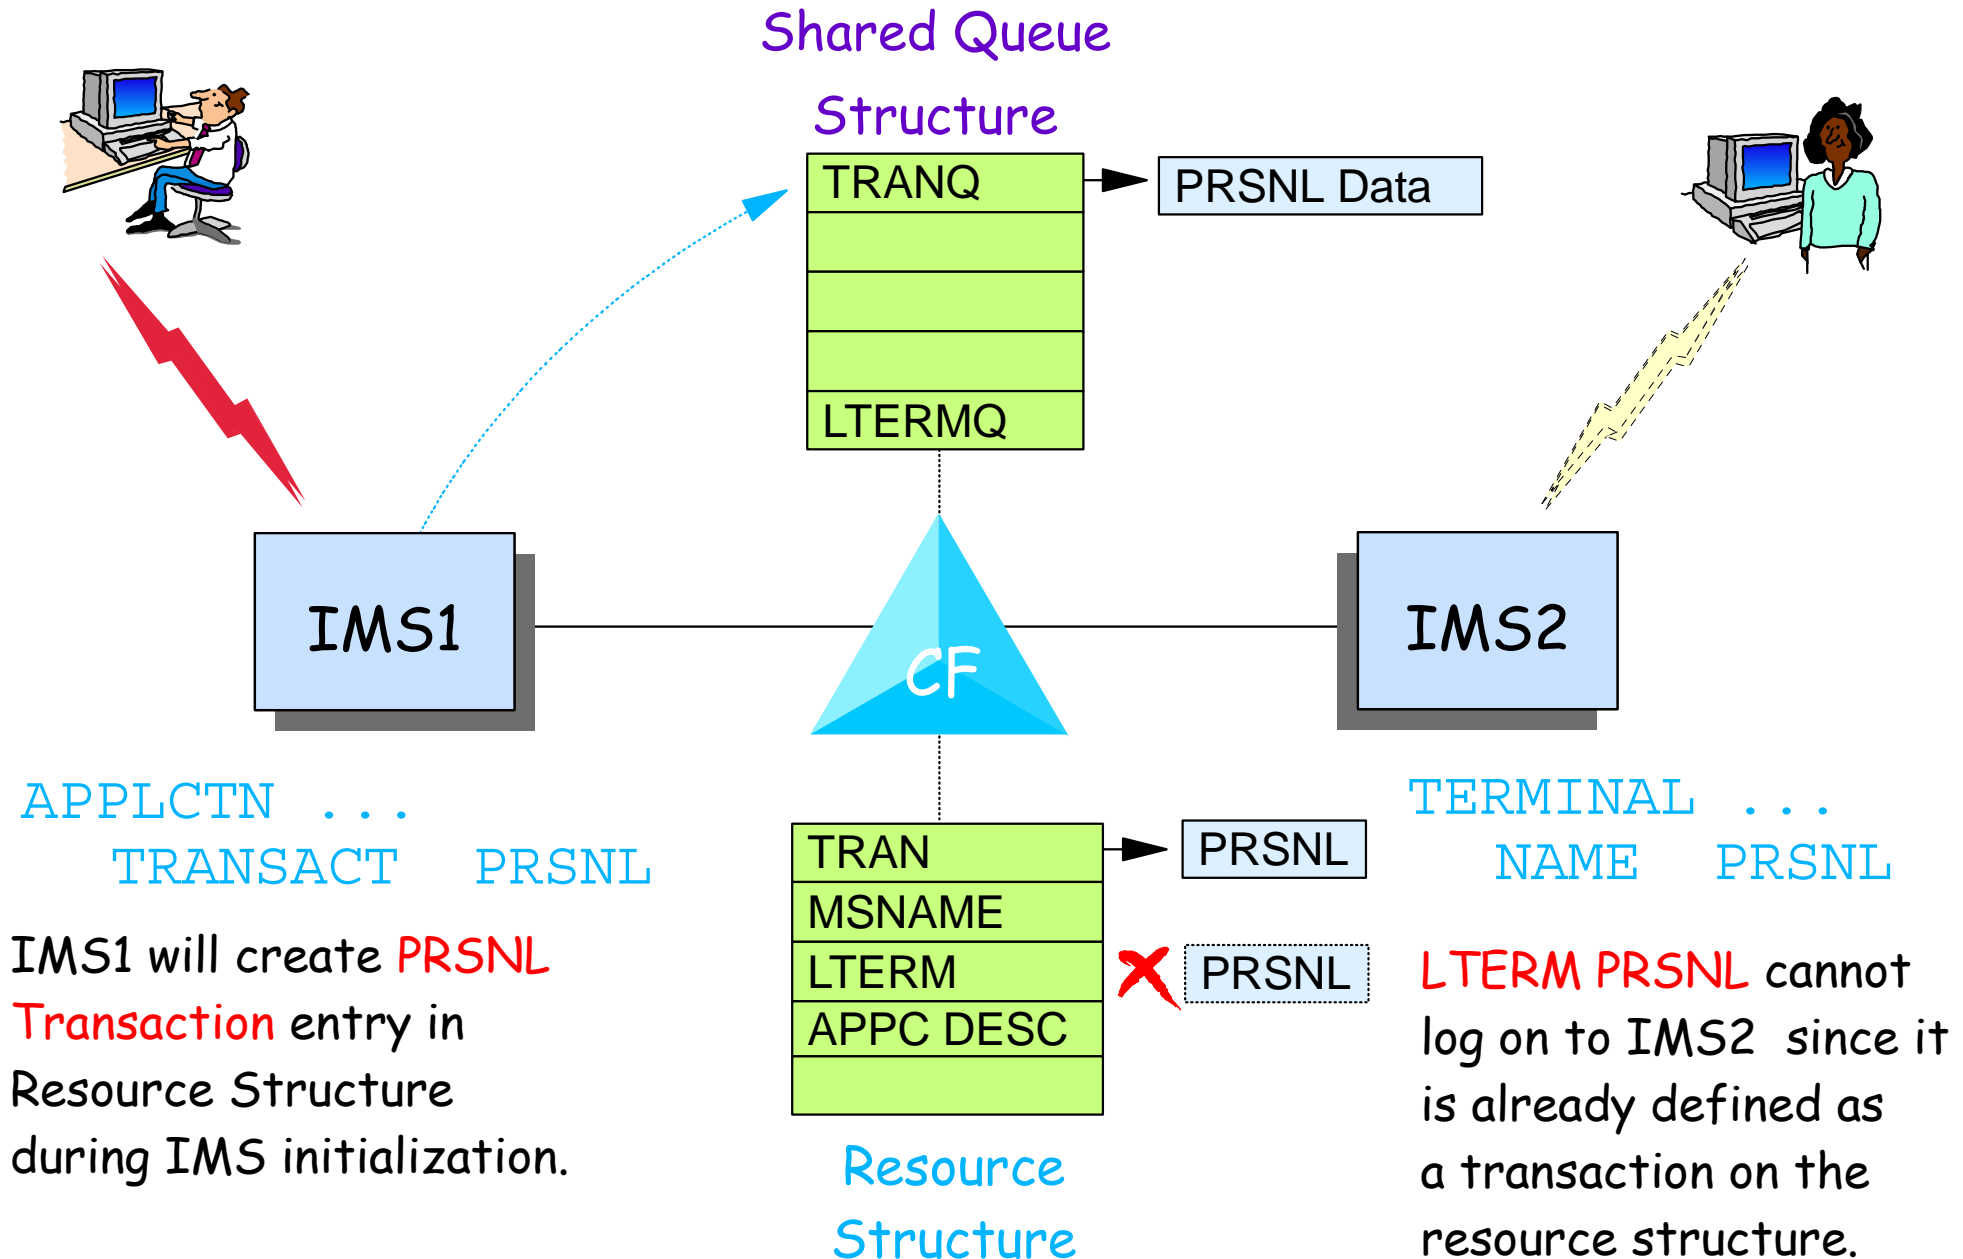 Shared Queue
Structure
TRANQ
PRSNL Data
LTERMQ
IMS1
CF
IMS2
APPLCTN ...
TRANSACT PRSNL
IMS1 will create PRSNL
Transaction entry in
Resource Structure
during IMS initialization.
TRAN
PRSNL
MSNAME
LTERM
PRSNL
APPC DESC
Resource
Structure
TERMINAL ...
NAME PRSNL
LTERM PRSNL cannot
log on to IMS2 since it
is already defined as
a transaction on the
resource structure.